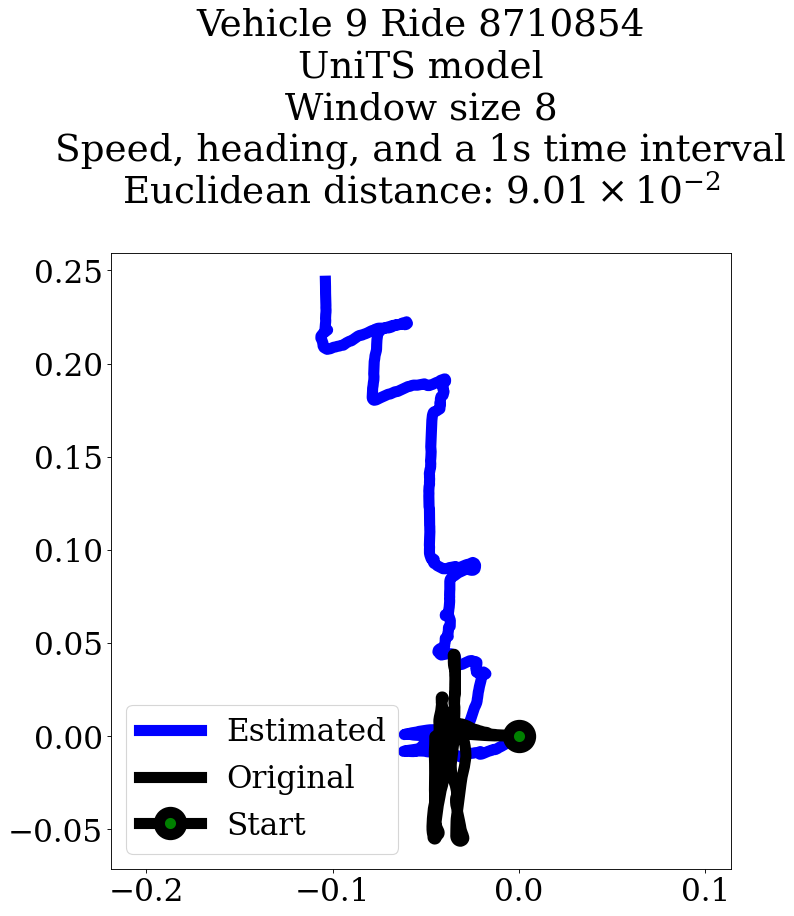 Vehicle 9 Ride 8710854
UniTS model
Window size 8
Speed, heading, and a 1s time interval
Euclidean distance: 9.01 × 10⁻²
0.25
0.20
0.15
0.10
0.05
0.00
−0.05
Estimated
Original
Start
−0.2
−0.1
0.0
0.1